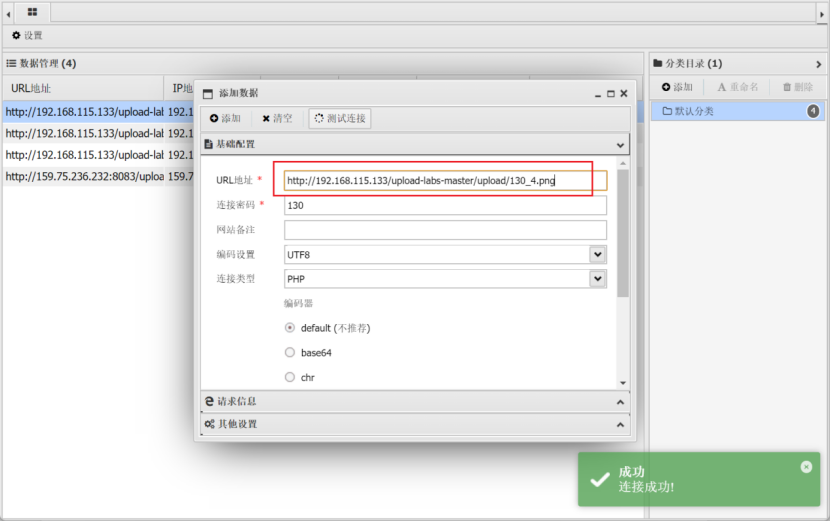 设置
数据管理 (4)
URL地址 IP地
http://192.168.115.133/upload-lab 192.1
http://192.168.115.133/upload-lab 192.1
http://192.168.115.133/upload-lab 192.1
http://159.75.236.232:8083/uploa 159.7
添加数据
添加 清空 测试连接
基础配置
URL地址 * http://192.168.115.133/upload-labs-master/upload/130_4.png
连接密码 * 130
网站备注
编码设置 UTF8
连接类型 PHP
编码器
default (不推荐)
base64
chr
请求信息
其他设置
分类目录 (1)
添加 重命名 删除
默认分类 4
成功
连接成功!